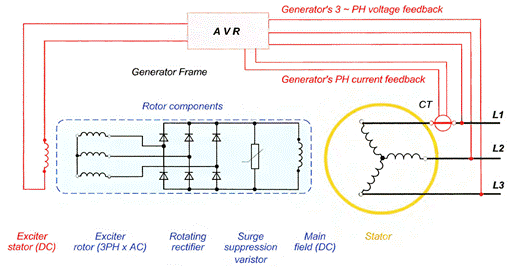 Generator's 3 ~ PH voltage feedback
AVR
Generator Frame
Generator's PH current feedback
Rotor components
CT
L1
L2
L3
Exciter
stator (DC)
Exciter
rotor (3PH x AC)
Rotating
rectifier
Surge
suppression
varistor
Main
field (DC)
Stator